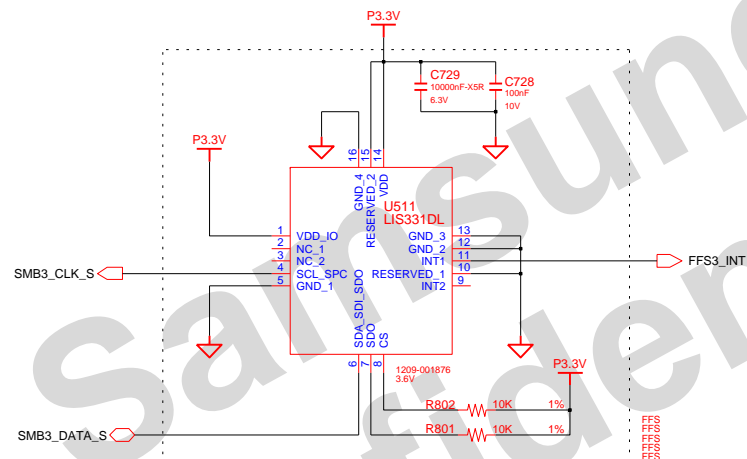 P3.3V
C729
10000nF-X5R
6.3V
C728
100nF
10V
P3.3V
16
15
14
GND_4
RESERVED_2
VDD
U511
LIS331DL
1
VDD_IO
2
NC_1
3
NC_2
4
SCL_SPC
5
GND_1
GND_3
13
GND_2
12
INT1
11
RESERVED_1
10
INT2
9
SMB3_CLK_S
FFS3_INT
SDA_SDI_SDO
SDO
CS
6
7
8
1209-001876
3.6V
P3.3V
R802
10K
1%
R801
10K
1%
SMB3_DATA_S
FFS
FFS
FFS
FFS
FFS
Samsung